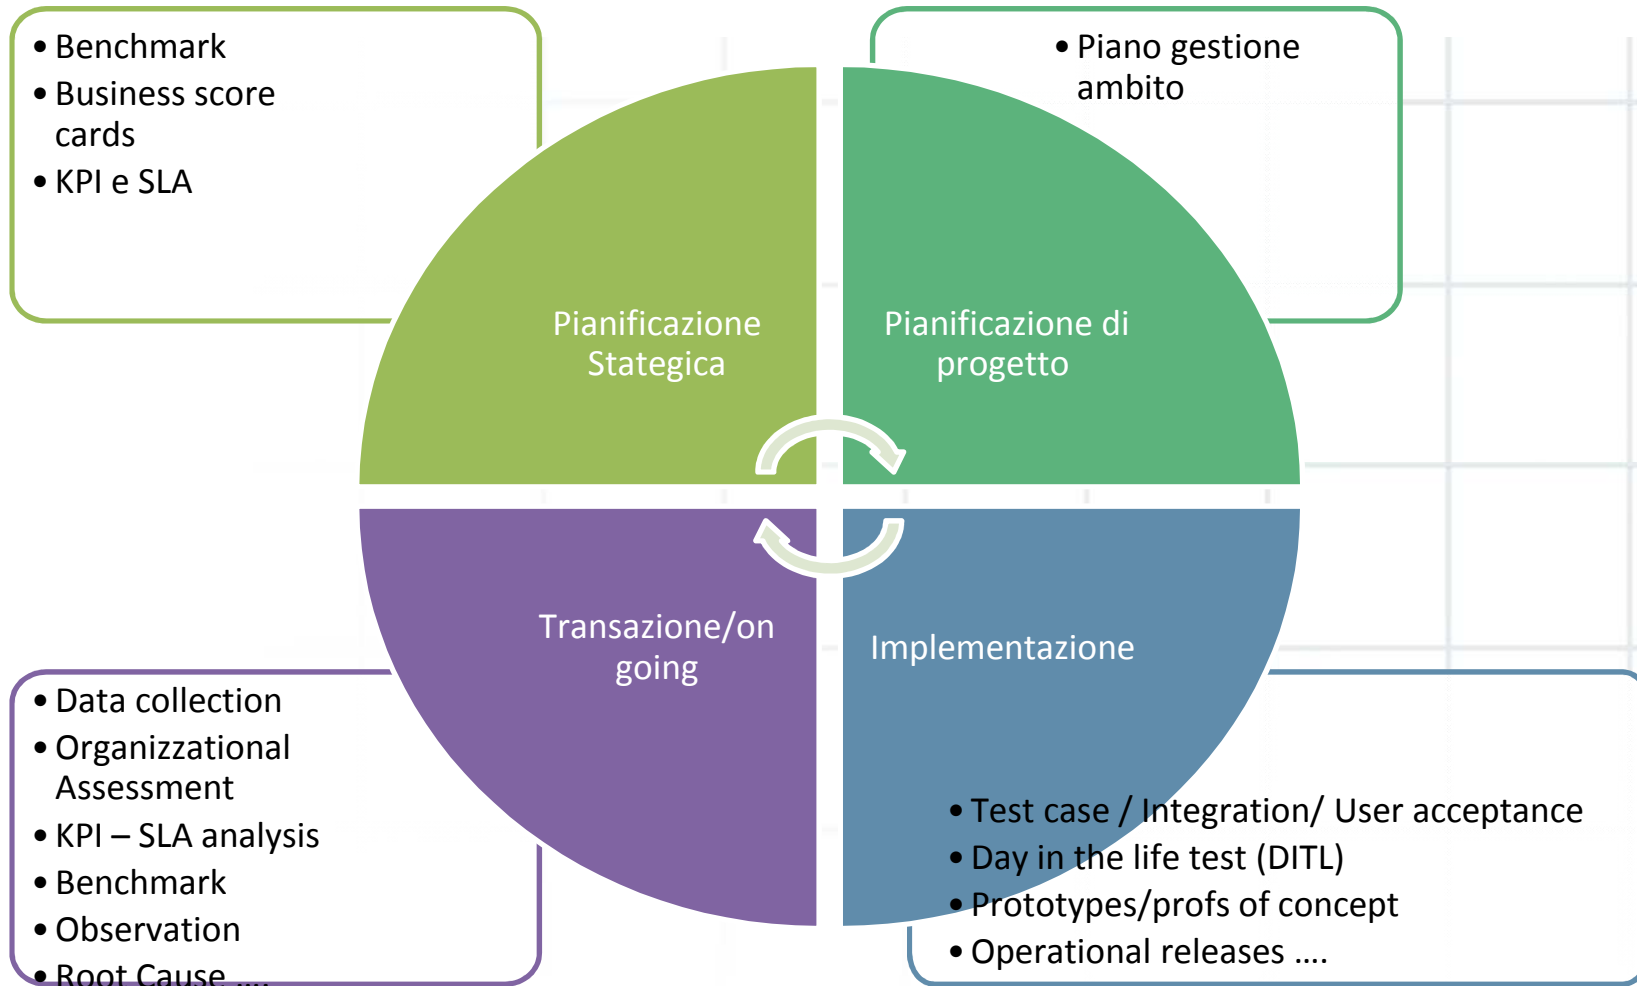 • Benchmark
• Business score
cards
• KPI e SLA
• Piano gestione
ambito
Pianificazione
Stategica
Pianificazione di
progetto
Transazione/on
going
Implementazione
• Data collection
• Organizzational
Assessment
• KPI – SLA analysis
• Benchmark
• Observation
• Root Cause ....
• Test case / Integration/ User acceptance
• Day in the life test (DITL)
• Prototypes/profs of concept
• Operational releases ....